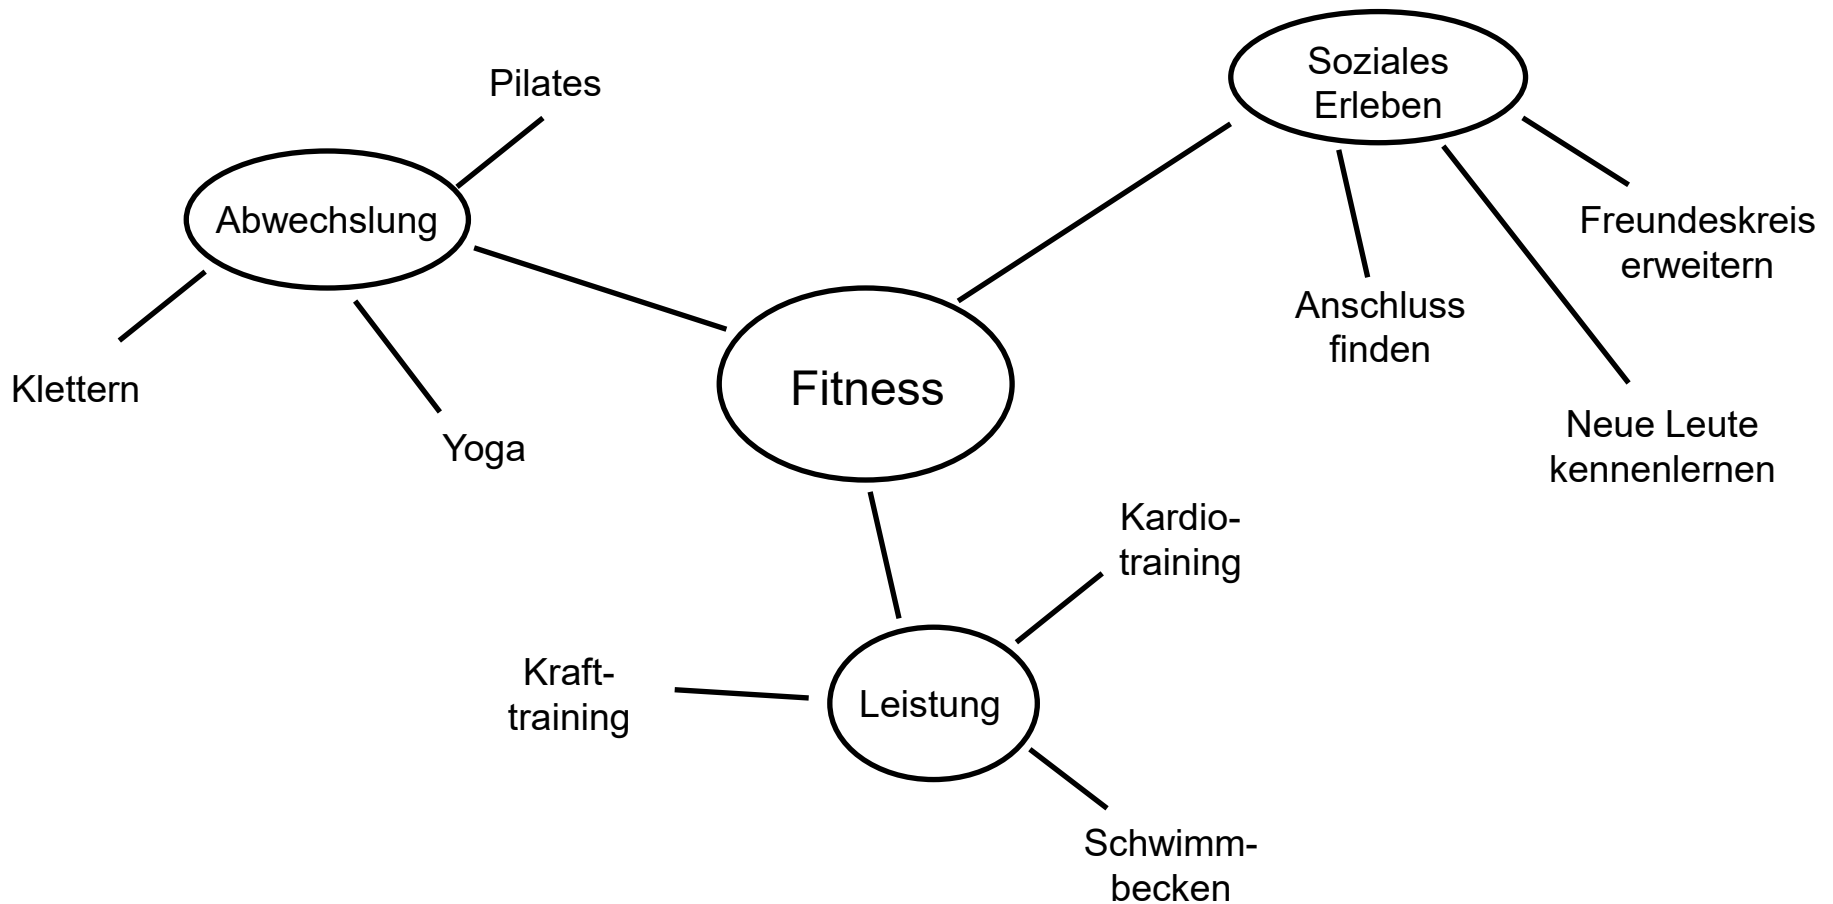 Soziales
Erleben
Pilates
Abwechslung
Freundeskreis
erweitern
Anschluss
finden
Klettern
Fitness
Yoga
Neue Leute
kennenlernen
Kardio-
training
Kraft-
training
Leistung
Schwimm-
becken